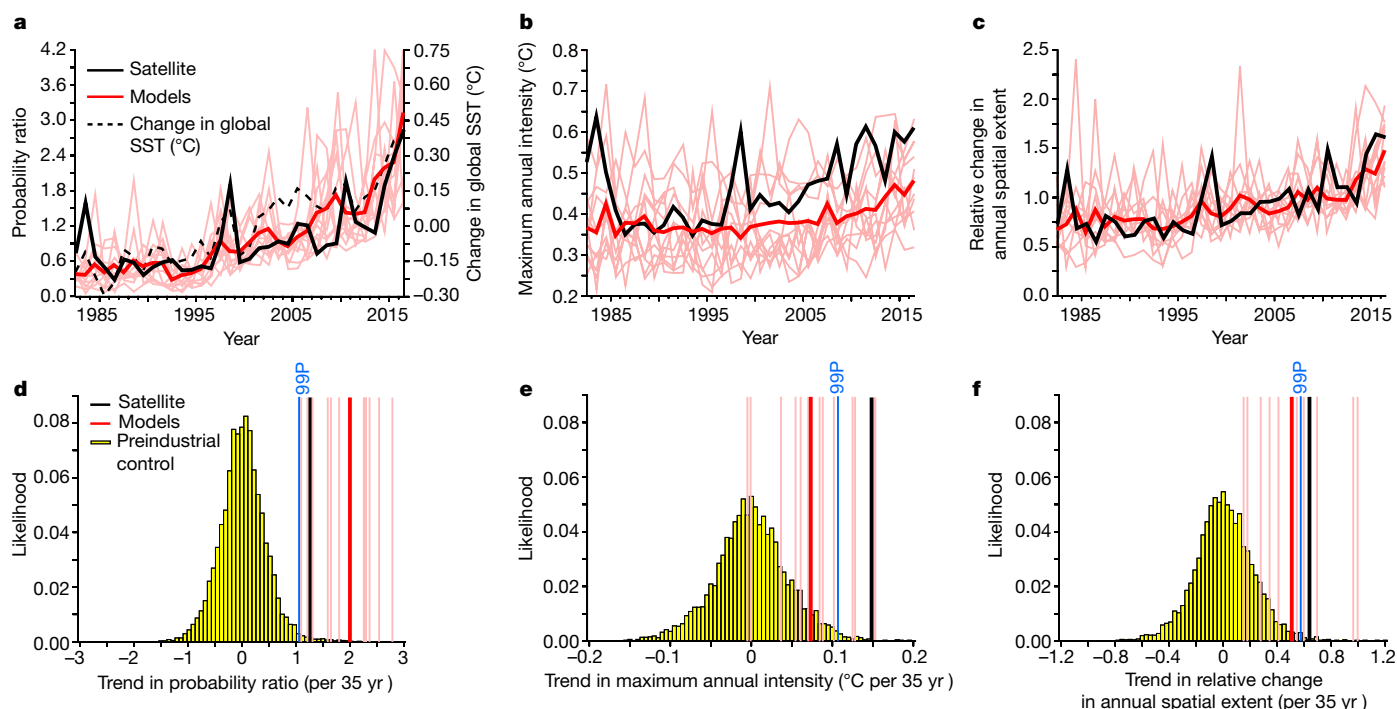 a
Probability ratio
4.2
3.6
3.0
2.4
1.8
1.2
0.6
0.0
Satellite
Models
Change in global
SST (°C)
0.75
0.60
0.45
0.30
0.15
0.00
−0.15
−0.30
Change in global SST (°C)
1985 1995 2005 2015
Year
b
Maximum annual intensity (°C)
0.8
0.7
0.6
0.5
0.4
0.3
0.2
1985 1995 2005 2015
Year
c
Relative change in
annual spatial extent
2.5
2.0
1.5
1.0
0.5
0.0
1985 1995 2005 2015
Year
d
99P
Likelihood
0.08
0.06
0.04
0.02
0.00
Satellite
Models
Preindustrial
control
−3 −2 −1 0 1 2 3
Trend in probability ratio (per 35 yr )
e
99P
Likelihood
0.08
0.06
0.04
0.02
0.00
−0.2 −0.1 0 0.1 0.2
Trend in maximum annual intensity (°C per 35 yr )
f
99P
Likelihood
0.08
0.06
0.04
0.02
0.00
−1.2 −0.8 −0.4 0 0.4 0.8 1.2
Trend in relative change
in annual spatial extent (per 35 yr )